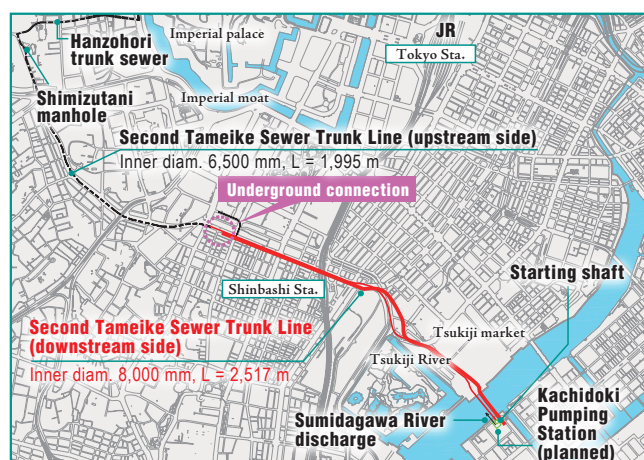 Imperial palace
JR
Tokyo Sta.
Hanzohori
trunk sewer
Imperial moat
Shimizutani
manhole
Second Tameike Sewer Trunk Line (upstream side)
Inner diam. 6,500 mm, L = 1,995 m
Underground connection
Starting shaft
Shinbashi Sta.
Second Tameike Sewer Trunk Line
(downstream side)
Inner diam. 8,000 mm, L = 2,517 m
Tsukiji market
Tsukiji River
Sumidagawa River
discharge
Kachidoki
Pumping
Station
(planned)